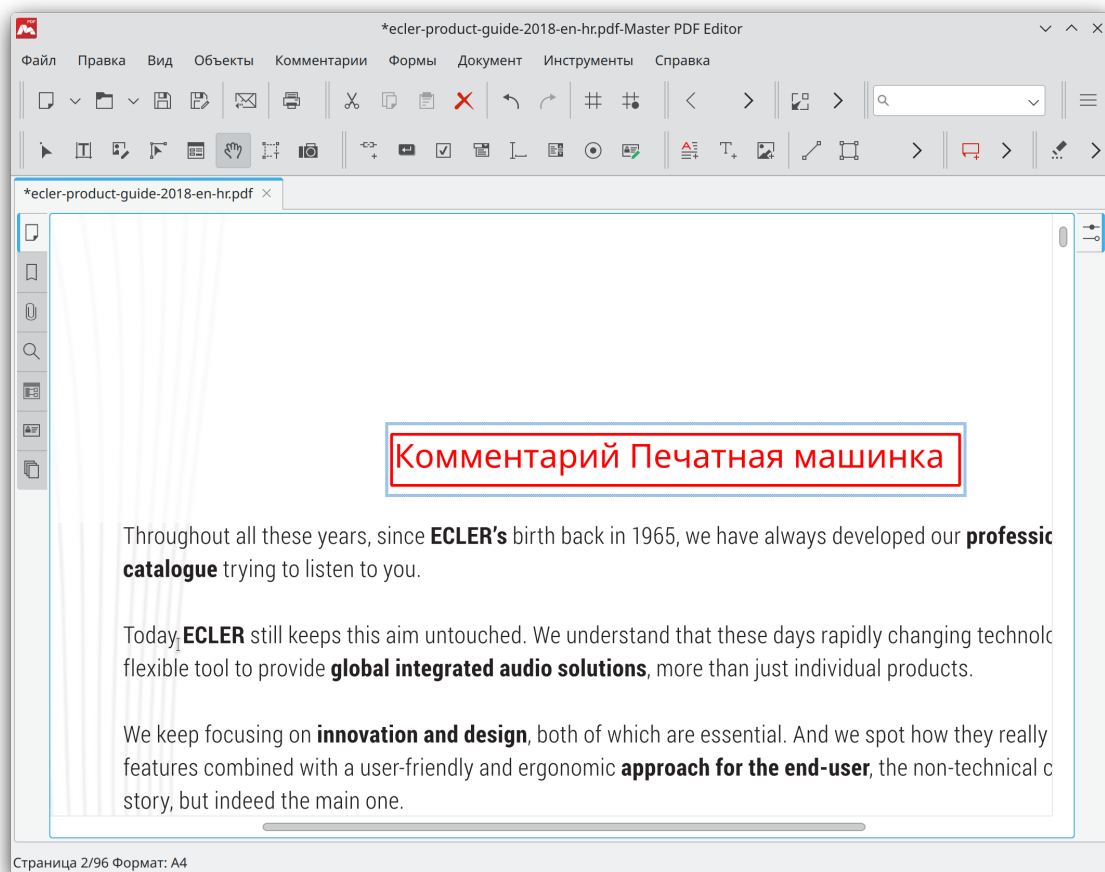 *ecler-product-guide-2018-en-hr.pdf-Master PDF Editor
Файл Правка Вид Объекты Комментарии Формы Документ Инструменты Справка
*ecler-product-guide-2018-en-hr.pdf
Комментарий Печатная машинка
Throughout all these years, since ECLER’s birth back in 1965, we have always developed our professic
catalogue trying to listen to you.
Today ECLER still keeps this aim untouched. We understand that these days rapidly changing technolo
flexible tool to provide global integrated audio solutions, more than just individual products.
We keep focusing on innovation and design, both of which are essential. And we spot how they really
features combined with a user-friendly and ergonomic approach for the end-user, the non-technical c
story, but indeed the main one.
Страница 2/96 Формат: A4